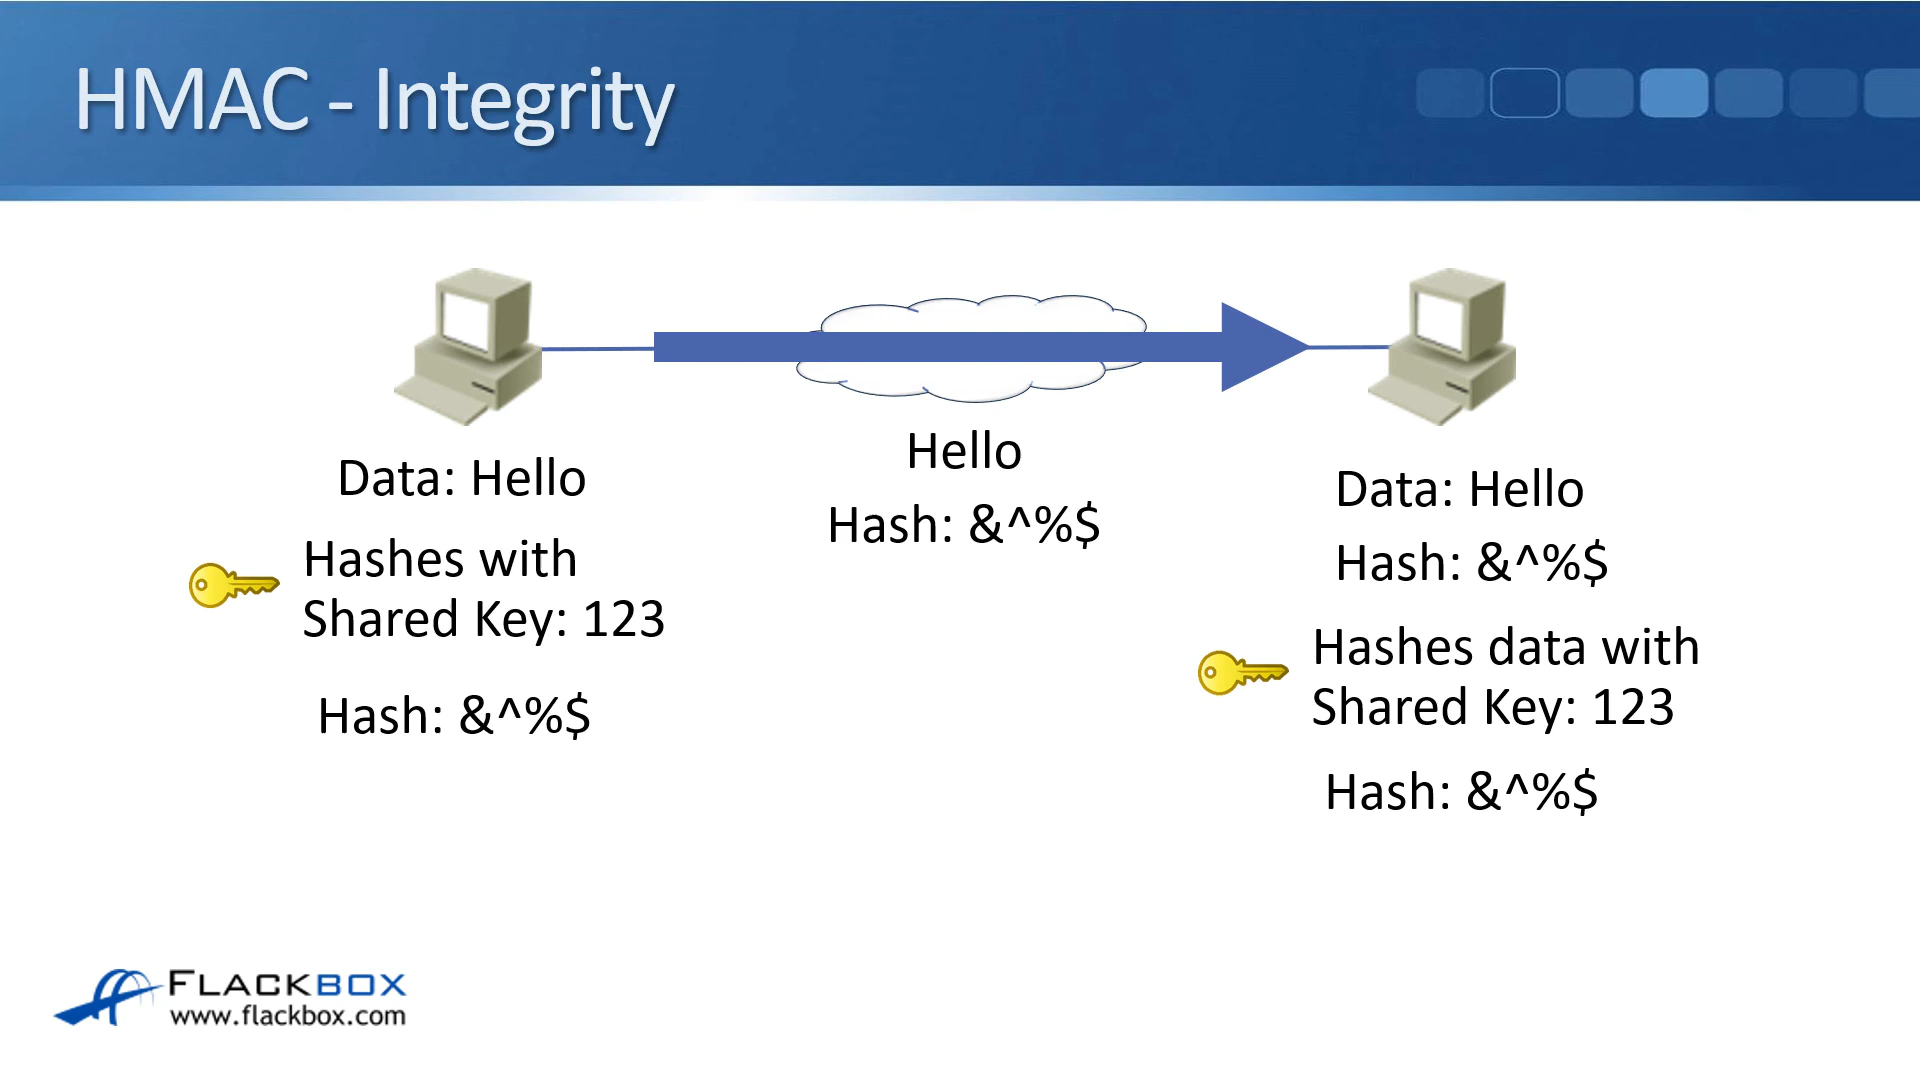 HMAC - Integrity
Data: Hello
Hashes with
Shared Key: 123
Hash: &^%$
Hello
Hash: &^%$
Data: Hello
Hash: &^%$
Hashes data with
Shared Key: 123
Hash: &^%$
FLACKBOX
www.flackbox.com